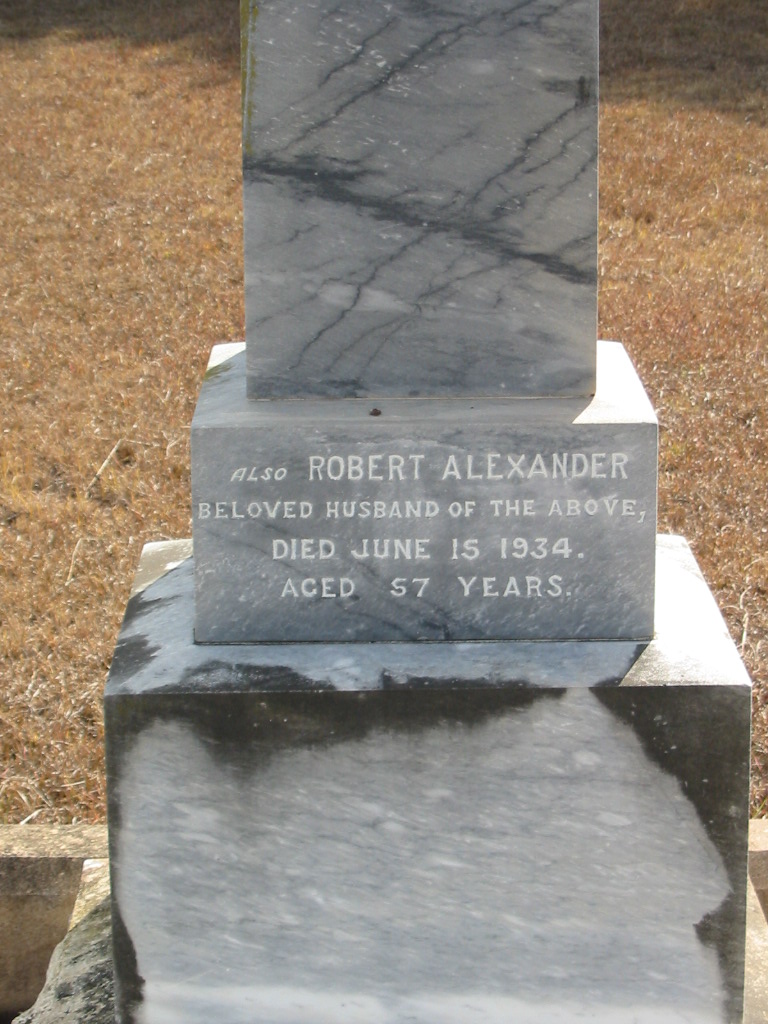 ALSO ROBERT ALEXANDER
BELOVED HUSBAND OF THE ABOVE,
DIED JUNE 15 1934.
AGED 57 YEARS.